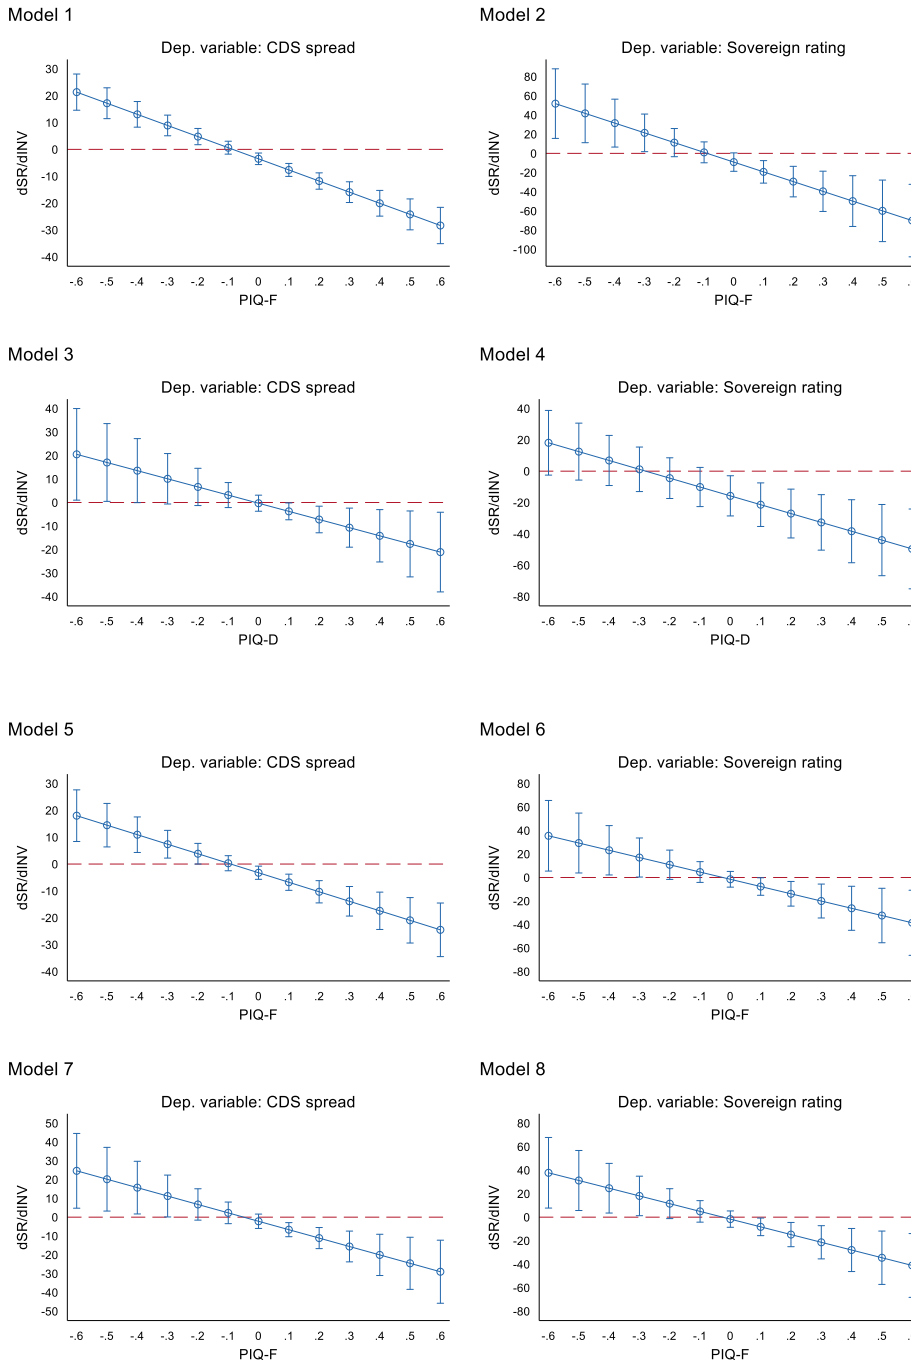 Model 1
Dep. variable: CDS spread
30
20
10
0
-10
-20
-30
-40
dSR/dINV
-.6 -.5 -.4 -.3 -.2 -.1 0 .1 .2 .3 .4 .5 .6
PIQ-F
Model 2
Dep. variable: Sovereign rating
80
60
40
20
0
-20
-40
-60
-80
-100
dSR/dINV
-.6 -.5 -.4 -.3 -.2 -.1 0 .1 .2 .3 .4 .5
PIQ-F
Model 3
Dep. variable: CDS spread
40
30
20
10
0
-10
-20
-30
-40
dSR/dINV
-.6 -.5 -.4 -.3 -.2 -.1 0 .1 .2 .3 .4 .5 .6
PIQ-D
Model 4
Dep. variable: Sovereign rating
40
20
0
-20
-40
-60
-80
dSR/dINV
-.6 -.5 -.4 -.3 -.2 -.1 0 .1 .2 .3 .4 .5
PIQ-D
Model 5
Dep. variable: CDS spread
30
20
10
0
-10
-20
-30
-40
dSR/dINV
-.6 -.5 -.4 -.3 -.2 -.1 0 .1 .2 .3 .4 .5 .6
PIQ-F
Model 6
Dep. variable: Sovereign rating
80
60
40
20
0
-20
-40
-60
-80
dSR/dINV
-.6 -.5 -.4 -.3 -.2 -.1 0 .1 .2 .3 .4 .5
PIQ-F
Model 7
Dep. variable: CDS spread
50
40
30
20
10
0
-10
-20
-30
-40
-50
dSR/dINV
-.6 -.5 -.4 -.3 -.2 -.1 0 .1 .2 .3 .4 .5 .6
PIQ-F
Model 8
Dep. variable: Sovereign rating
80
60
40
20
0
-20
-40
-60
-80
dSR/dINV
-.6 -.5 -.4 -.3 -.2 -.1 0 .1 .2 .3 .4 .5
PIQ-F